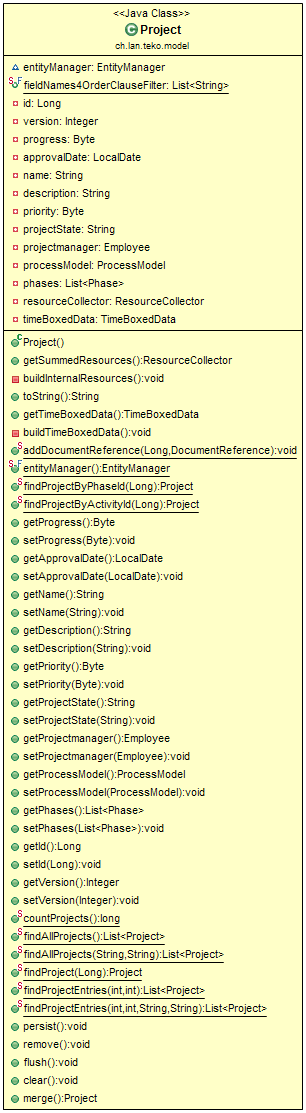 <<Java Class>>
Project
ch.lan.teko.model
entityManager: EntityManager
fieldNames4OrderClauseFilter: List<String>
id: Long
version: Integer
progress: Byte
approvalDate: LocalDate
name: String
description: String
priority: Byte
projectState: String
projectmanager: Employee
processModel: ProcessModel
phases: List<Phase>
resourceCollector: ResourceCollector
timeBoxedData: TimeBoxedData
Project()
getSummedResources():ResourceCollector
buildInternalResources():void
toString():String
getTimeBoxedData():TimeBoxedData
buildTimeBoxedData():void
addDocumentReference(Long,DocumentReference):void
entityManager():EntityManager
findProjectByPhaseId(Long):Project
findProjectByActivityId(Long):Project
getProgress():Byte
setProgress(Byte):void
getApprovalDate():LocalDate
setApprovalDate(LocalDate):void
getName():String
setName(String):void
getDescription():String
setDescription(String):void
getPriority():Byte
setPriority(Byte):void
getProjectState():String
setProjectState(String):void
getProjectmanager():Employee
setProjectmanager(Employee):void
getProcessModel():ProcessModel
setProcessModel(ProcessModel):void
getPhases():List<Phase>
setPhases(List<Phase>):void
getId():Long
setId(Long):void
getVersion():Integer
setVersion(Integer):void
countProjects():long
findAllProjects():List<Project>
findAllProjects(String,String):List<Project>
findProject(Long):Project
findProjectEntries(int,int):List<Project>
findProjectEntries(int,int,String,String):List<Project>
persist():void
remove():void
flush():void
clear():void
merge():Project